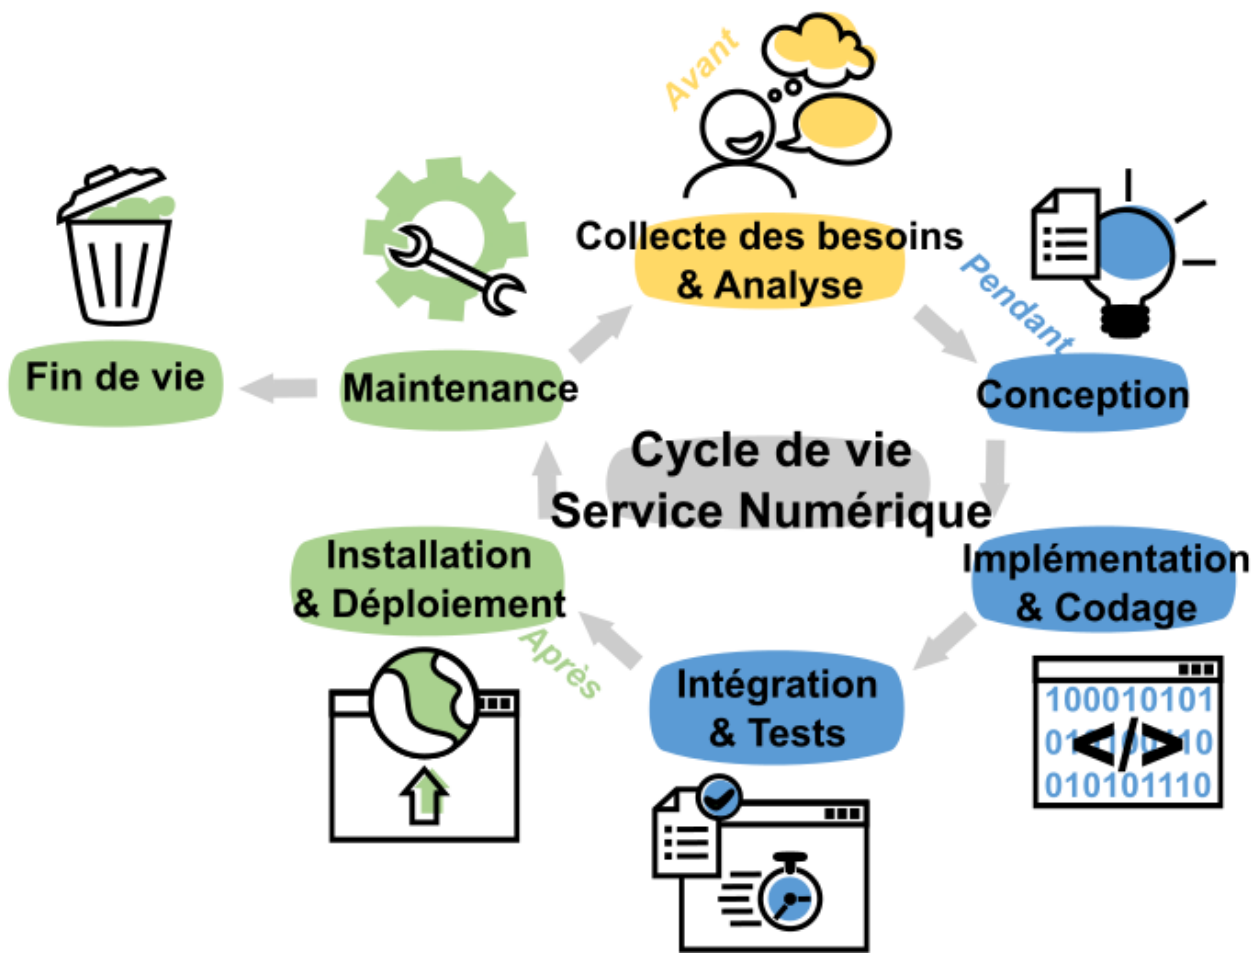 Avant
Collecte des besoins
& Analyse
Pendant
Conception
Implémentation
& Codage
100010101
010101110
Intégration
& Tests
Après
Installation
& Déploiement
Maintenance
Fin de vie
Cycle de vie
Service Numérique